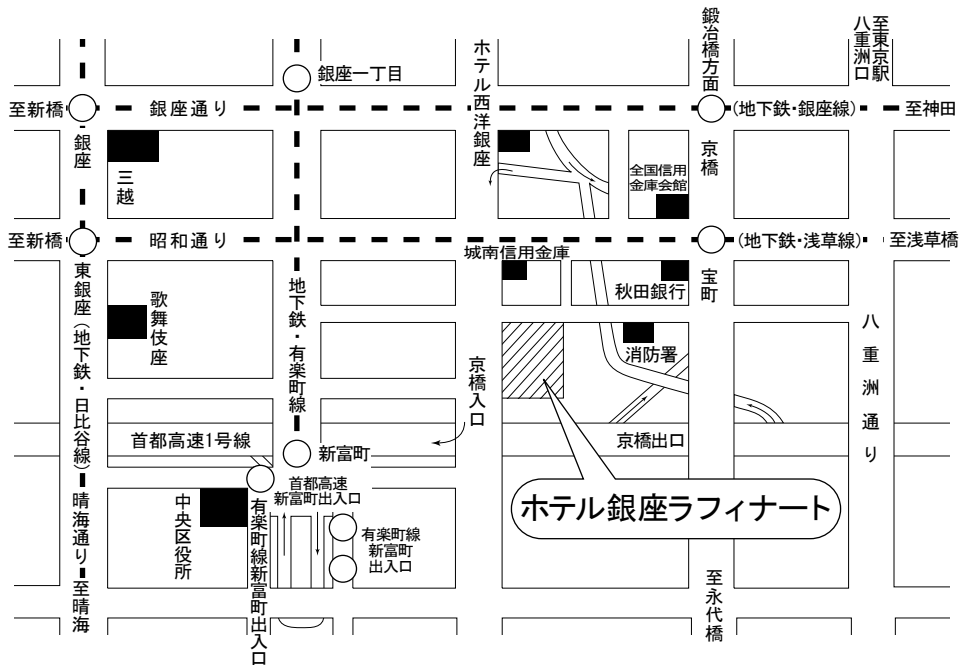 鍛冶橋方面
至東京駅
八重洲口
ホテル西洋銀座
銀座一丁目
至新橋
銀座通り
(地下鉄・銀座線)
至神田
銀座
三越
京橋
全国信用
金庫会館
至新橋
昭和通り
(地下鉄・浅草線)
至浅草橋
城南信用金庫
東銀座(地下鉄・日比谷線)
歌舞伎座
地下鉄・有楽町線
秋田銀行
宝町
消防署
京橋入口
八重洲通り
首都高速1号線
新富町
京橋出口
首都高速
新富町出入口
ホテル銀座ラフィナート
中央区役所
有楽町線新富町出入口
有楽町線
新富町
出入口
晴海通り
至晴海
至永代橋